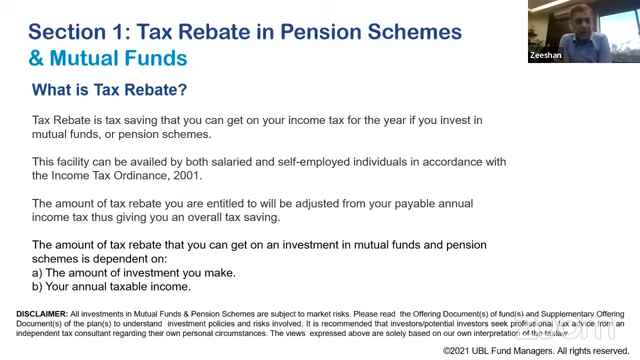 Section 1: Tax Rebate in Pension Schemes
& Mutual Funds
Zeeshan
What is Tax Rebate?
Tax Rebate is tax saving that you can get on your income tax for the year if you invest in
mutual funds, or pension schemes.
This facility can be availed by both salaried and self-employed individuals in accordance with
the Income Tax Ordinance, 2001.
The amount of tax rebate you are entitled to will be adjusted from your payable annual
income tax thus giving you an overall tax saving.
The amount of tax rebate that you can get on an investment in mutual funds and pension
schemes is dependent on:
a) The amount of investment you make.
b) Your annual taxable income.
DISCLAIMER: All investments in Mutual Funds & Pension Schemes are subject to market risks. Please read the Offering Document(s) of fund(s) and Supplementary Offering
Document(s) of the plan(s) to understand investment policies and risks involved. It is recommended that investors/potential investors seek professional tax advice from an
independent tax consultant regarding their own personal circumstances. The views expressed above are solely based on our own interpretation of the tax law.
zoom
©2021 UBL Fund Managers. All rights reserved.